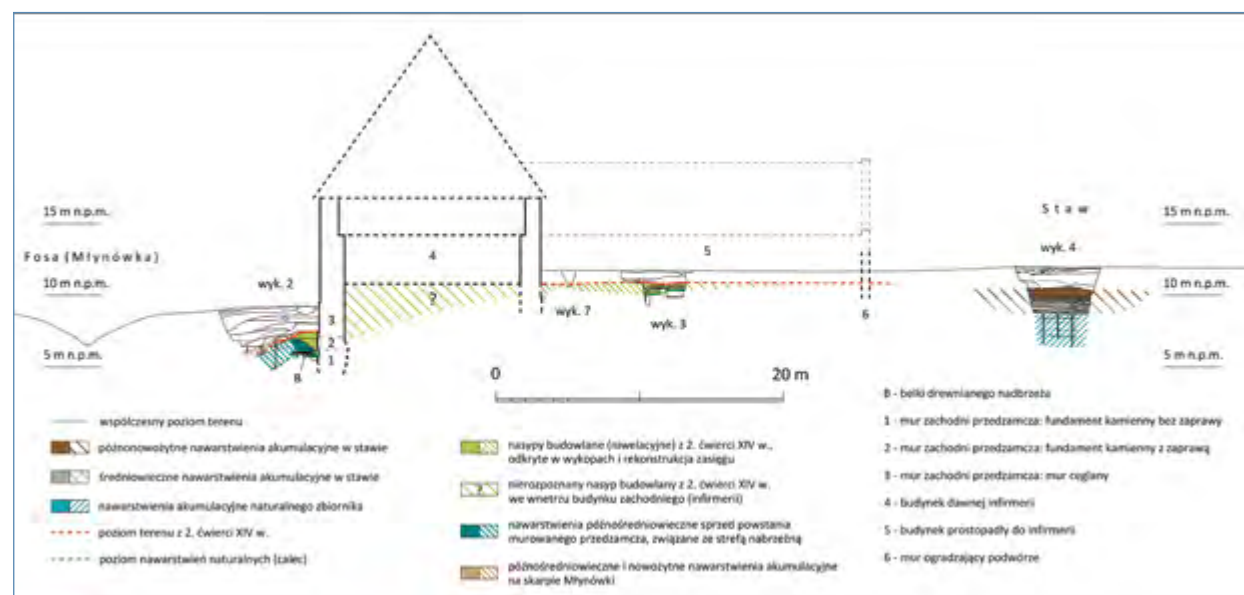 15 m n.p.m.
Staw
15 m n.p.m.
Fosa (Młynówka)
wyk. 4
4
5
10 m n.p.m.
wyk. 2
?
10 m n.p.m.
wyk. 7
3
wyk. 3
6
2
5 m n.p.m.
1
5 m n.p.m.
B
0
20 m
współczesny poziom terenu
późnonowożytne nawarstwienia akumulacyjne w stawie
średniowieczne nawarstwienia akumulacyjne w stawie
nawarstwienia akumulacyjne naturalnego zbiornika
poziom terenu z 2. ćwierci XIV w.
poziom nawarstwień naturalnych (calec)
nasypy budowlane (niwelacyjne) z 2. ćwierci XIV w.,
odkryte w wykopach i rekonstrukcja zasięgu
?
nierozpoznany nasyp budowlany z 2. ćwierci XIV w.
we wnetrzu budynku zachodniego (infirmerii)
nawarstwienia późnośredniowieczne sprzed powstania
murowanego przedzamcza, związane ze strefą nabrzeżną
późnośredniowieczne i nowożytne nawarstwienia akumulacyjne
na skarpie Młynówki
B - belki drewnianego nadbrzeża
1 - mur zachodni przedzamcza: fundament kamienny bez zaprawy
2 - mur zachodni przedzamcza: fundament kamienny z zaprawą
3 - mur zachodni przedzamcza: mur ceglany
4 - budynek dawnej infirmerii
5 - budynek prostopadły do infirmerii
6 - mur ogradzający podwórze